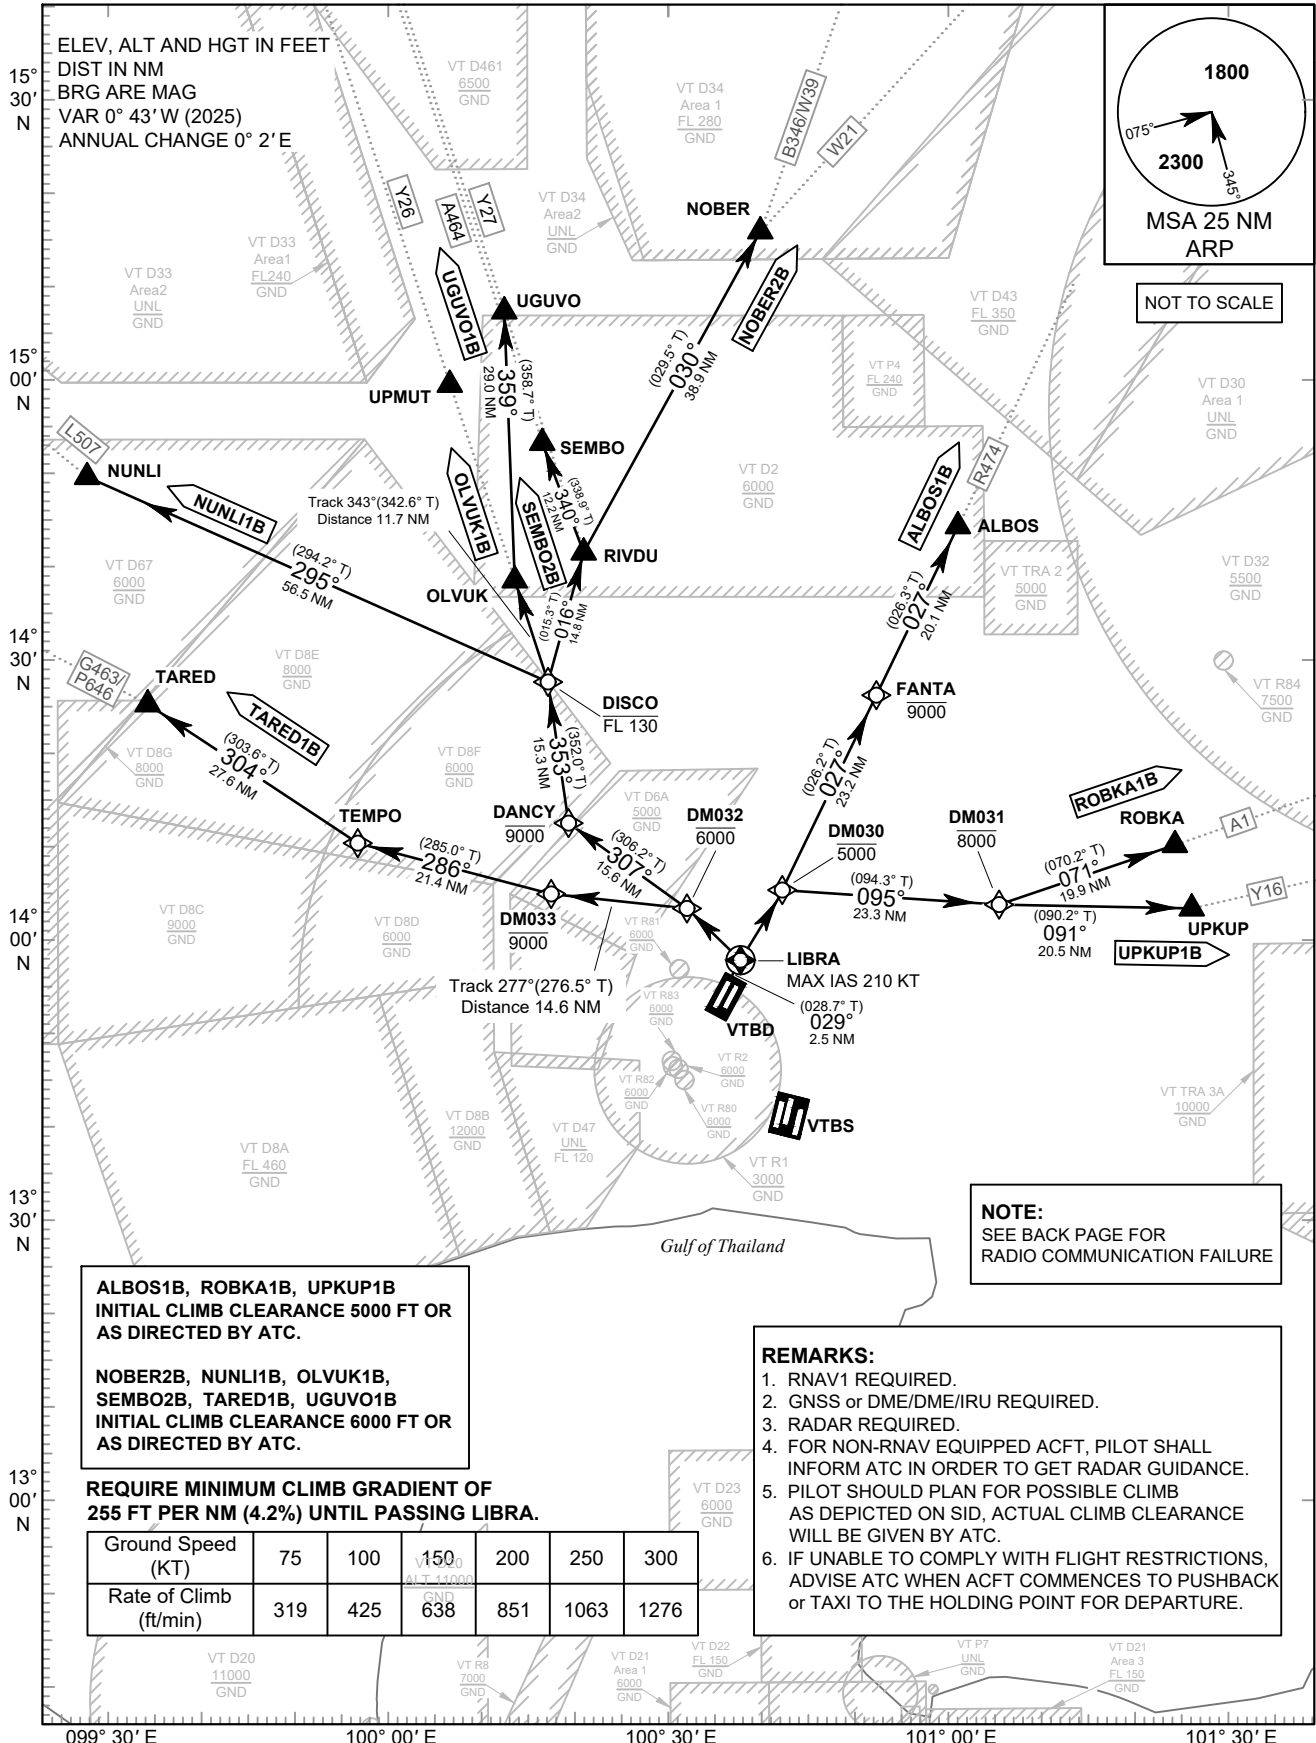 ELEV, ALT AND HGT IN FEET
DIST IN NM
BRG ARE MAG
VAR 0° 43′ W (2025)
ANNUAL CHANGE 0° 2′ E
1800
075°
2300
345°
MSA 25 NM
ARP
NOT TO SCALE
15°
30′
N
15°
00′
N
14°
30′
N
14°
00′
N
13°
30′
N
13°
00′
N
VT D461
6500
GND
VT D34
Area 1
FL 280
GND
B346/W39
W21
Y26
A464
Y27
VT D34
Area2
UNL
GND
NOBER
VT D33
Area1
FL240
GND
VT D33
Area2
UNL
GND
UGUVO1B
UGUVO
NOBER2B
VT D43
FL 350
GND
(029.5° T)
030°
38.9 NM
(358.7° T)
359°
29.0 NM
UPMUT
VT P4
FL 240
GND
VT D30
Area 1
UNL
GND
L507
NUNLI
SEMBO
VT D2
6000
GND
R474
ALBOS1B
ALBOS
NUNLI1B
Track 343°(342.6° T)
Distance 11.7 NM
OLVUK1B
SEMBO2B
(338.9° T)
340°
12.2 NM
RIVDU
OLVUK
(294.2° T)
295°
56.5 NM
VT D67
6000
GND
(015.3° T)
016°
14.8 NM
(026.3° T)
027°
20.1 NM
VT TRA 2
5000
GND
VT D32
5500
GND
G463/
P646
TARED
VT D8E
8000
GND
TARED1B
DISCO
FL 130
FANTA
9000
VT R84
7500
GND
VT D8G
8000
GND
(303.6° T)
304°
27.6 NM
VT D8F
6000
GND
(352.0° T)
353°
15.3 NM
(026.2° T)
027°
23.2 NM
VT D6A
5000
GND
TEMPO
DANCY
9000
DM032
6000
DM030
5000
DM031
8000
ROBKA1B
ROBKA
A1
(285.0° T)
286°
21.4 NM
(306.2° T)
307°
15.6 NM
(094.3° T)
095°
23.3 NM
(070.2° T)
071°
19.9 NM
Y16
(090.2° T)
091°
20.5 NM
UPKUP
UPKUP1B
VT D8C
9000
GND
VT D8D
6000
GND
DM033
9000
VT R81
6000
GND
LIBRA
MAX IAS 210 KT
(028.7° T)
029°
2.5 NM
Track 277°(276.5° T)
Distance 14.6 NM
VT R83
6000
GND
VTBD
VT R2
6000
GND
VT R82
6000
GND
VT R80
6000
GND
VTBS
VT TRA 3A
10000
GND
VT D8B
12000
GND
VT D47
UNL
FL 120
VT D8A
FL 460
GND
VT R1
3000
GND
Gulf of Thailand
NOTE:
SEE BACK PAGE FOR
RADIO COMMUNICATION FAILURE
ALBOS1B, ROBKA1B, UPKUP1B
INITIAL CLIMB CLEARANCE 5000 FT OR
AS DIRECTED BY ATC.
NOBER2B, NUNLI1B, OLVUK1B,
SEMBO2B, TARED1B, UGUVO1B
INITIAL CLIMB CLEARANCE 6000 FT OR
AS DIRECTED BY ATC.
REQUIRE MINIMUM CLIMB GRADIENT OF
255 FT PER NM (4.2%) UNTIL PASSING LIBRA.
Ground Speed (KT) 75 100 150 200 250 300
Rate of Climb (ft/min) 319 425 638 851 1063 1276
VT D20
ALT 11000
GND
REMARKS:
1. RNAV1 REQUIRED.
2. GNSS or DME/DME/IRU REQUIRED.
3. RADAR REQUIRED.
4. FOR NON-RNAV EQUIPPED ACFT, PILOT SHALL
INFORM ATC IN ORDER TO GET RADAR GUIDANCE.
5. PILOT SHOULD PLAN FOR POSSIBLE CLIMB
AS DEPICTED ON SID, ACTUAL CLIMB CLEARANCE
WILL BE GIVEN BY ATC.
6. IF UNABLE TO COMPLY WITH FLIGHT RESTRICTIONS,
ADVISE ATC WHEN ACFT COMMENCES TO PUSHBACK
or TAXI TO THE HOLDING POINT FOR DEPARTURE.
VT D23
6000
GND
VT D20
11000
GND
VT R8
7000
GND
VT D21
Area 1
6000
GND
VT D22
FL 150
GND
VT P7
UNL
GND
VT D21
Area 3
FL 150
GND
099° 30′ E
100° 00′ E
100° 30′ E
101° 00′ E
101° 30′ E